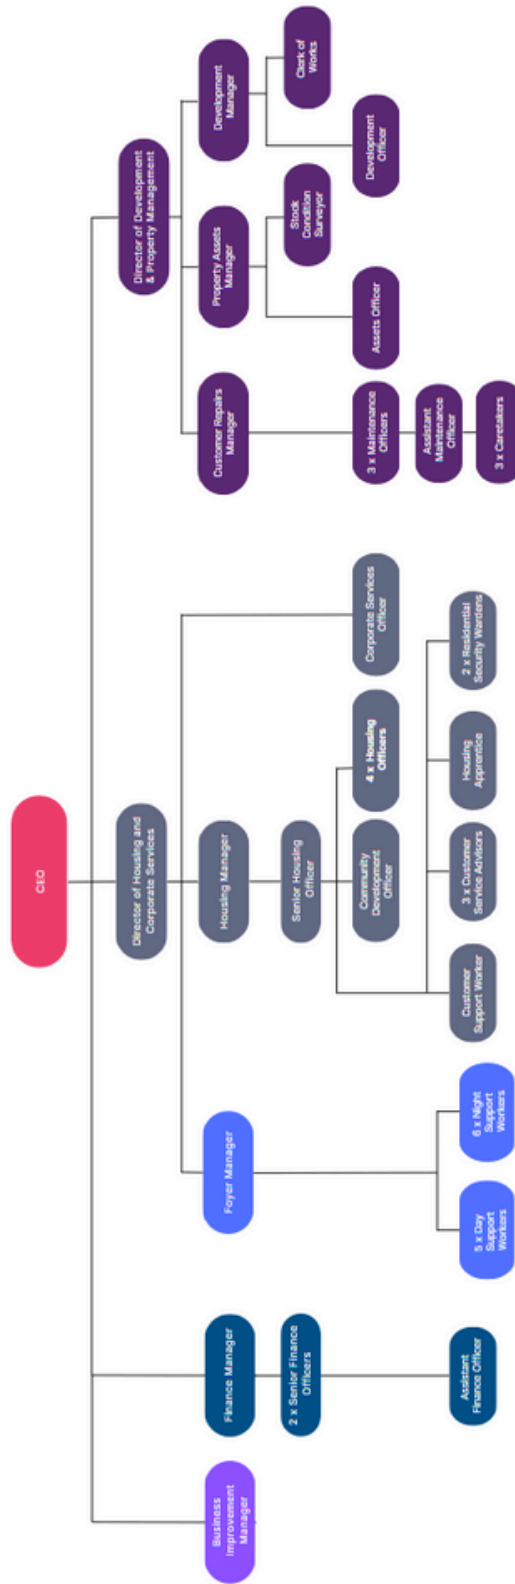 CEO
Director of Housing and
Corporate Services
Director of Development
& Property Management
Business
Improvement
Manager
Finance Manager
Foyer Manager
Housing Manager
Customer Repairs
Manager
Property Assets
Manager
Development
Manager
2 x Senior Finance
Officers
Senior Housing
Officer
Stock
Condition
Surveyor
Clerk of
Works
Community
Development
Officer
4 x Housing
Officers
Corporate Services
Officer
3 x Maintenance
Officers
Assets Officer
Development
Officer
Assistant
Maintenance
Officer
Assistant
Finance Officer
5 x Day
Support
Workers
6 x Night
Support
Workers
Customer
Support Worker
3 x Customer
Service Advisors
Housing
Apprentice
2 x Residential
Security Wardens
3 x Caretakers